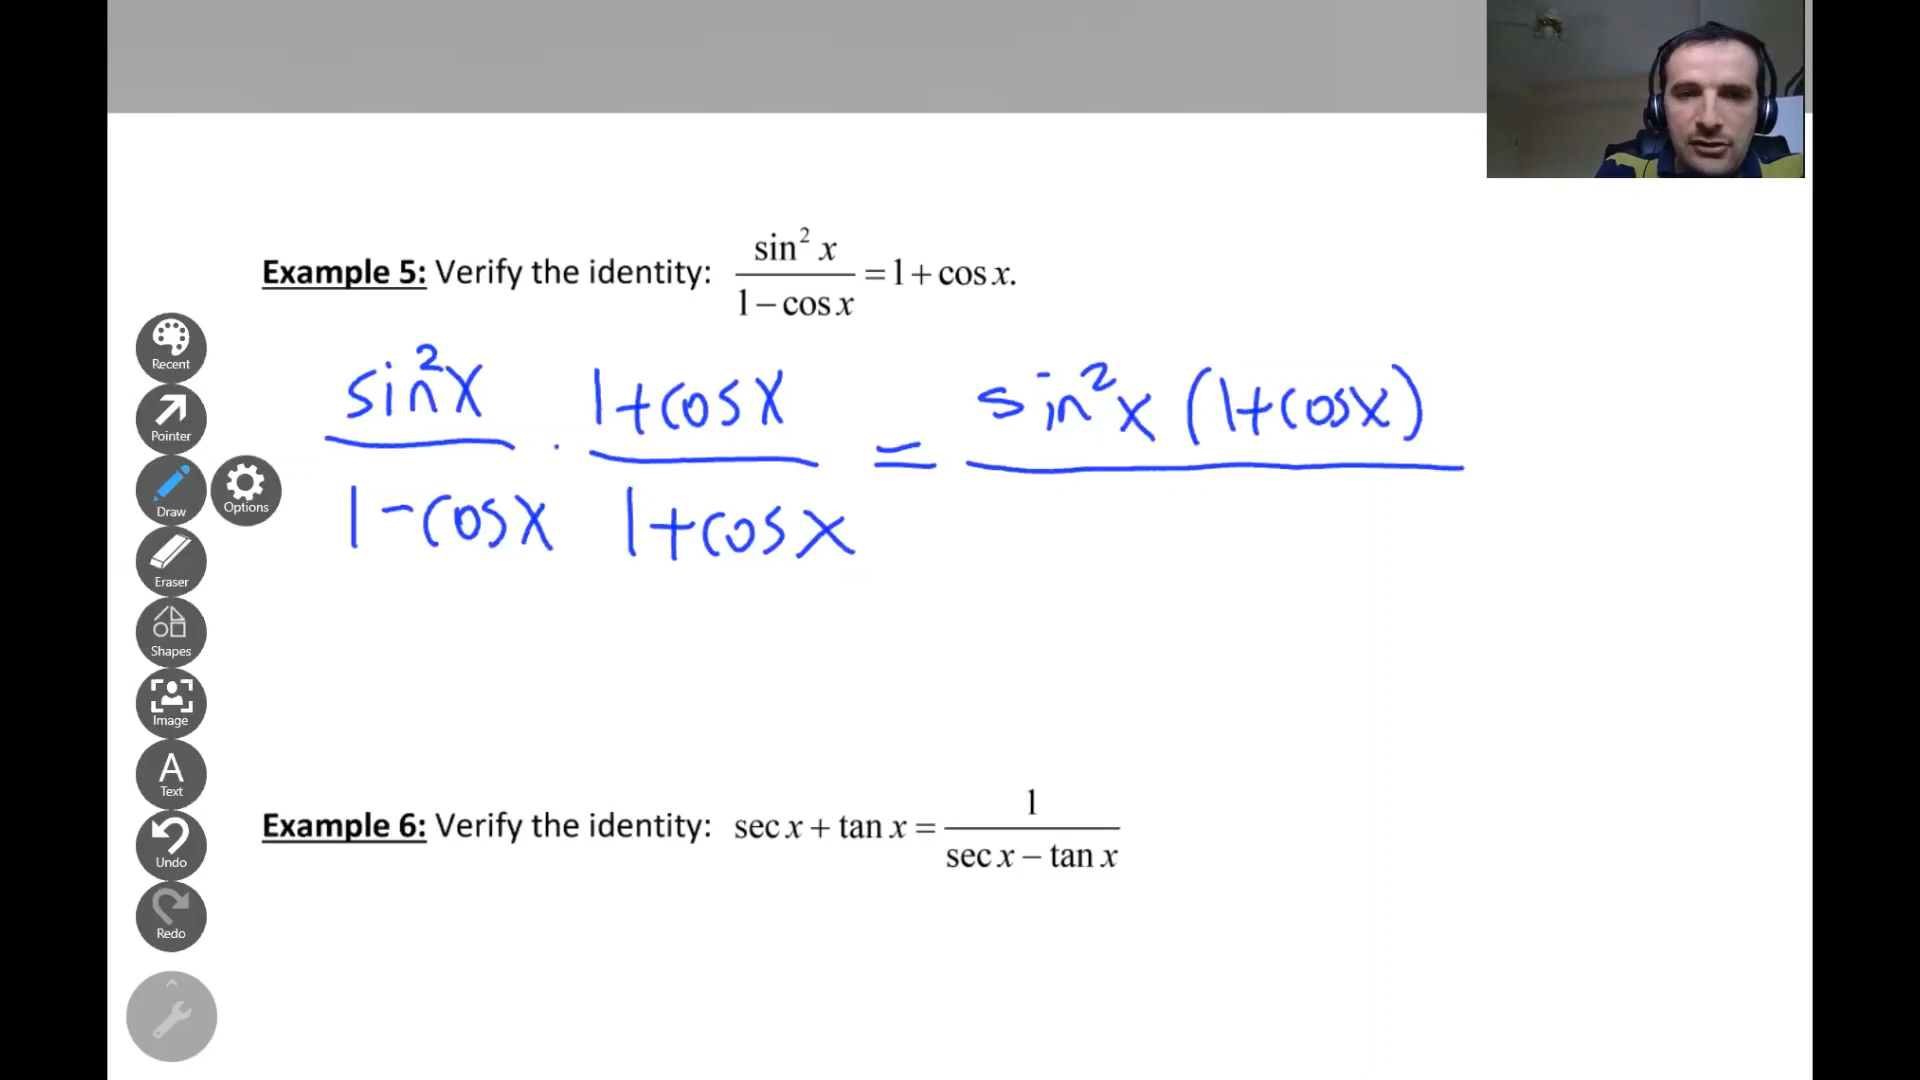 Example 5: Verify the identity: sin² x / 1 − cos x = 1 + cos x.
sin²x / 1 − cosx · 1 + cosx / 1 + cosx = sin²x (1 + cosx)
Recent
Pointer
Draw
Options
Eraser
Shapes
Image
A
Text
Undo
Redo
Example 6: Verify the identity: sec x + tan x = 1 / sec x − tan x